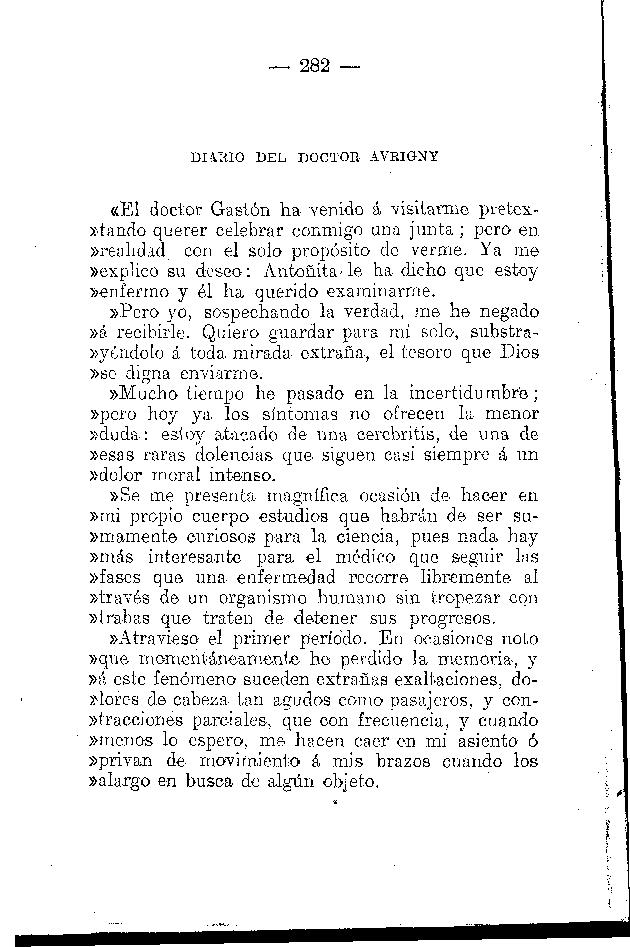 — 282 —
DIARIO DEL DOCTOR AVRIGNY
«El doctor Gastón ha venido á visitarme pretex-
»tando querer celebrar conmigo una junta; pero en
»realidad con el solo propósito de verme. Ya me
»explico su deseo: Antoñita le ha dicho que estoy
»enfermo y él ha querido examinarme.
»Pero yo, sospechando la verdad, me he negado
»á recibirle. Quiero guardar para mí solo, substra-
»yéndolo á toda mirada extraña, el tesoro que Dios
»se digna enviarme.
»Mucho tiempo he pasado en la incertidumbre;
»pero hoy ya los síntomas no ofrecen la menor
»duda: estoy atacado de una cerebritis, de una de
»esas raras dolencias que siguen casi siempre á un
»dolor moral intenso.
»Se me presenta magnífica ocasión de hacer en
»mi propio cuerpo estudios que habrán de ser su-
»mamente curiosos para la ciencia, pues nada hay
»más interesante para el médico que seguir las
»fases que una enfermedad recorre libremente al
»través de un organismo humano sin tropezar con
»trabas que traten de detener sus progresos.
»Atravieso el primer período. En ocasiones noto
»que momentáneamente he perdido la memoria, y
»á este fenómeno suceden extrañas exaltaciones, do-
»lores de cabeza tan agudos como pasajeros, y con-
»tracciones parciales, que con frecuencia, y cuando
»menos lo espero, me hacen caer en mi asiento ó
»privan de movimiento á mis brazos cuando los
»alargo en busca de algún objeto.